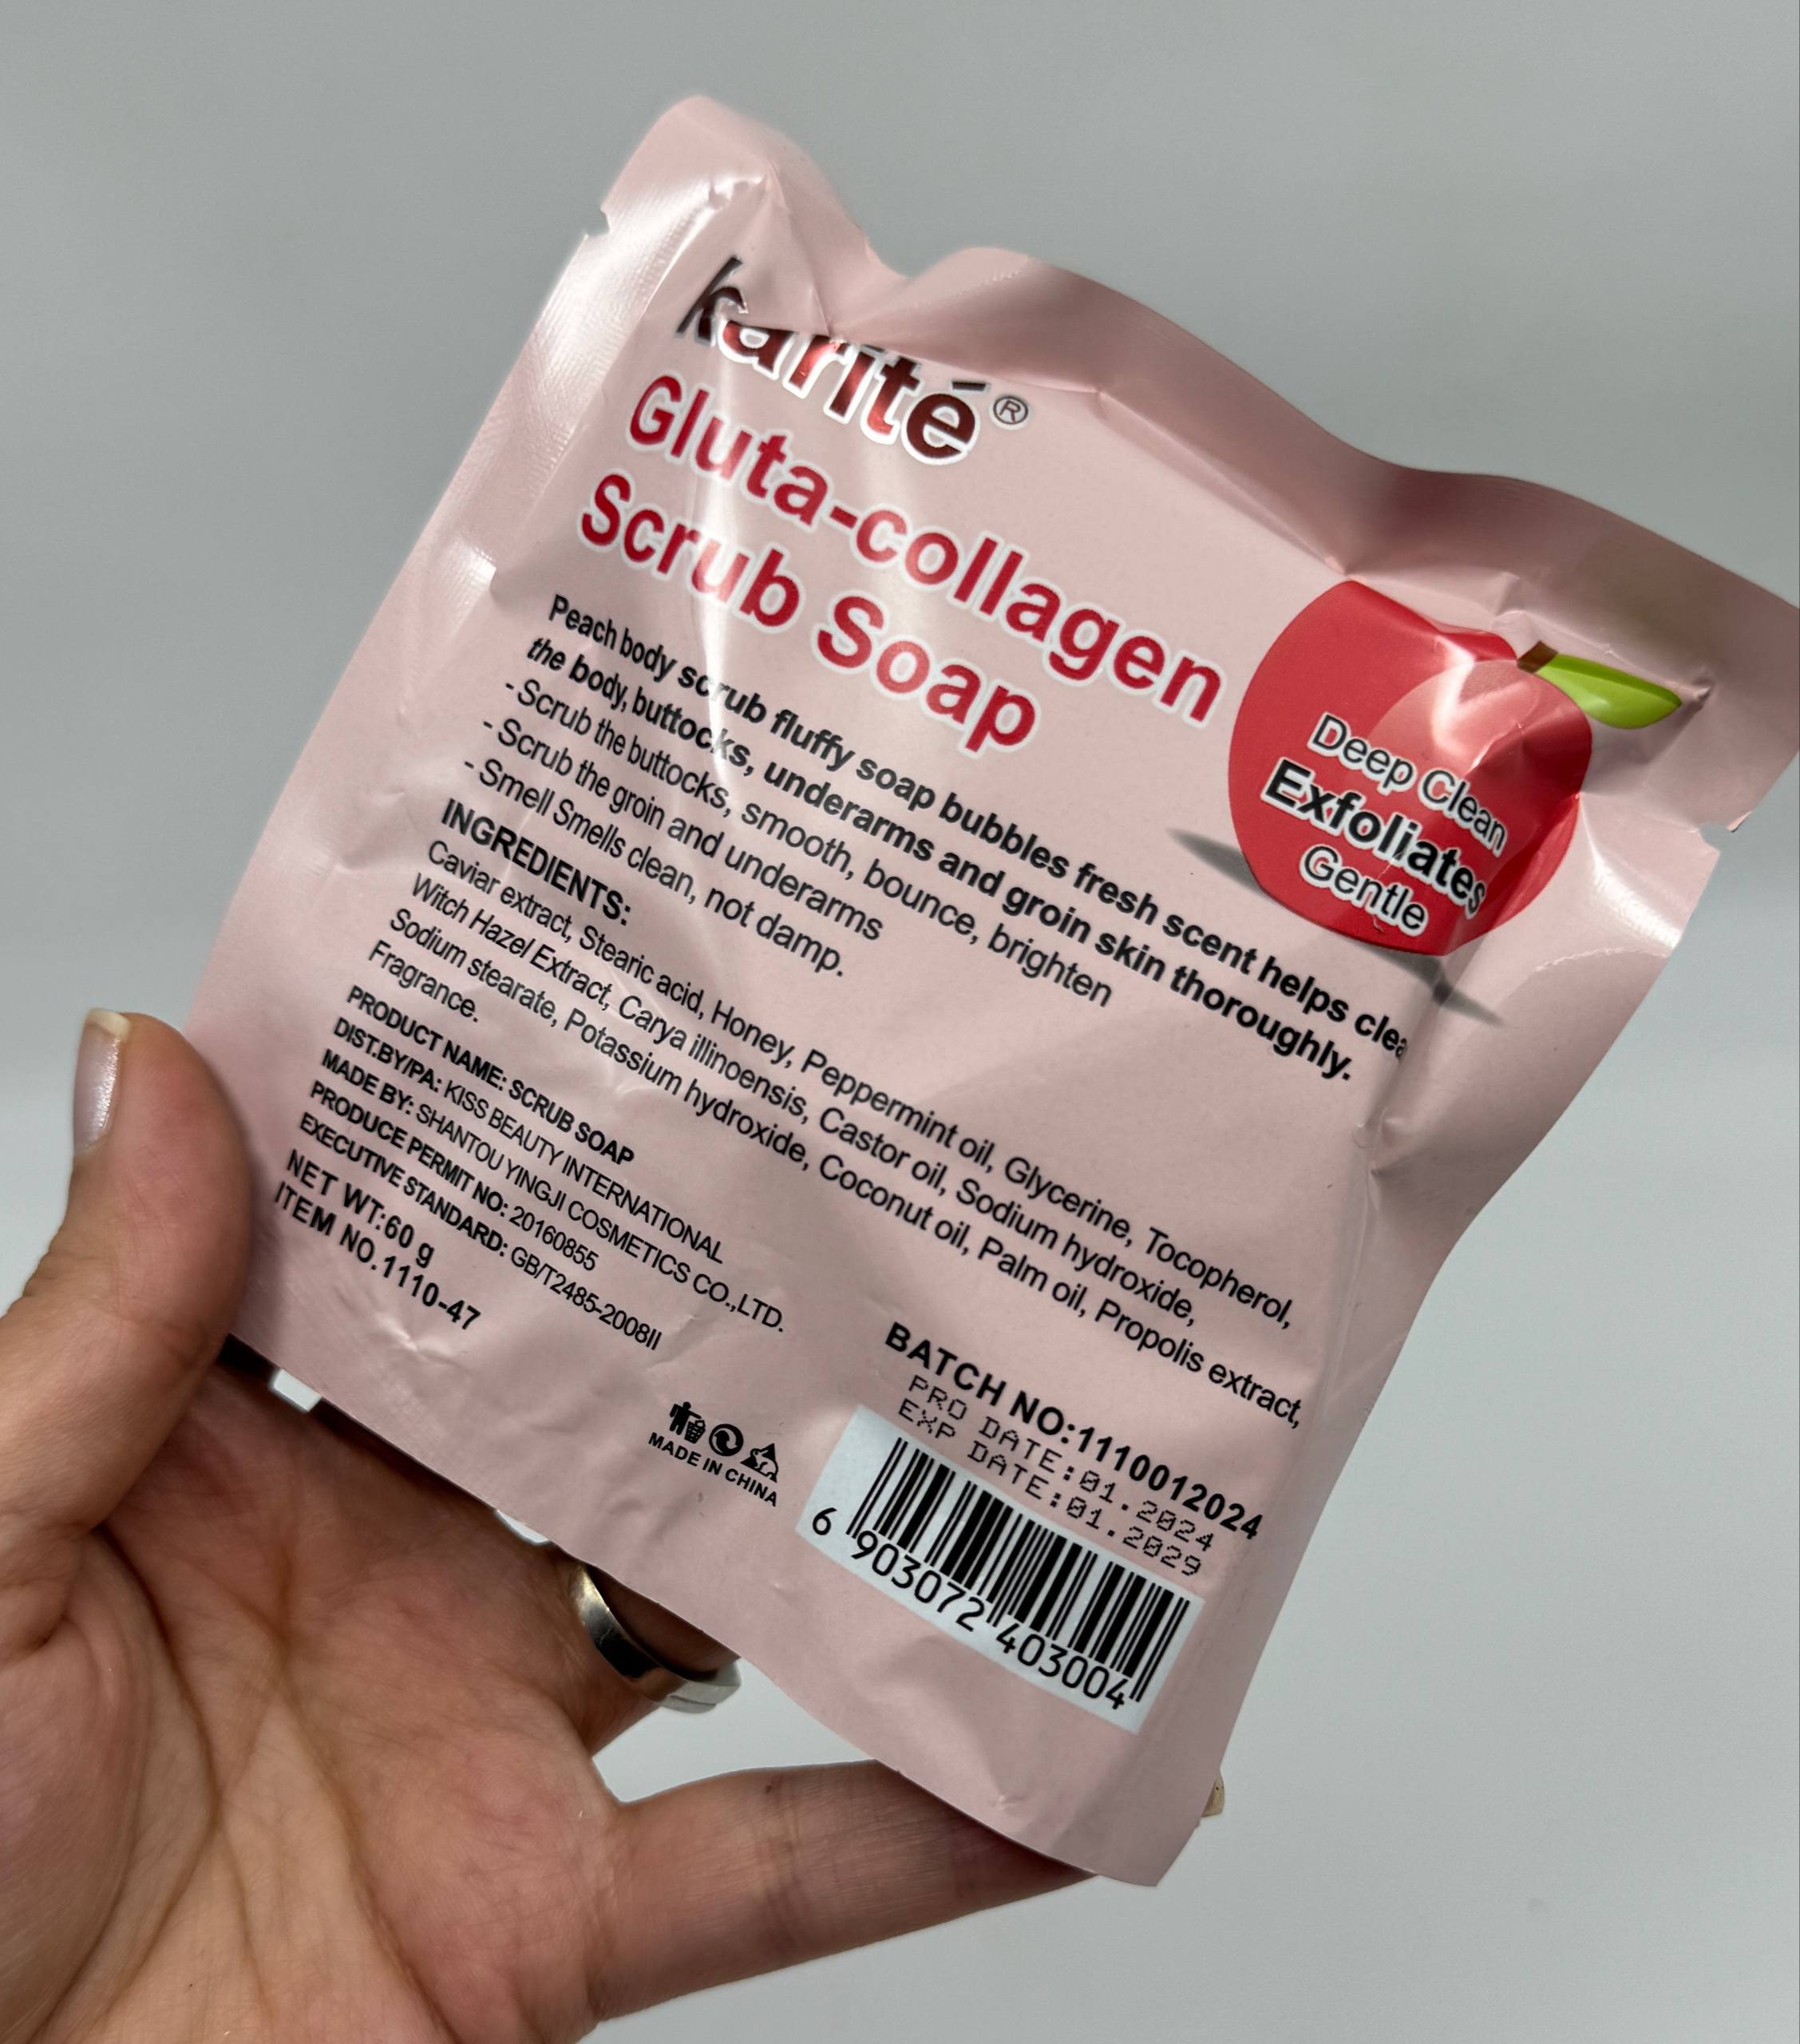 karité®
Gluta-collagen
Scrub Soap
Deep Clean
Exfoliates
Gentle
Peach body scrub fluffy soap bubbles fresh scent helps clea
the body, buttocks, underarms and groin skin thoroughly.
- Scrub the buttocks, smooth, bounce, brighten
- Scrub the groin and underarms
- Smell Smells clean, not damp.
INGREDIENTS:
Caviar extract, Stearic acid, Honey, Peppermint oil, Glycerine, Tocopherol,
Witch Hazel Extract, Carya illinoensis, Castor oil, Sodium hydroxide,
Sodium stearate, Potassium hydroxide, Coconut oil, Palm oil, Propolis extract,
Fragrance.
PRODUCT NAME: SCRUB SOAP
DIST.BY/PA: KISS BEAUTY INTERNATIONAL
MADE BY: SHANTOU YINGJI COSMETICS CO.,LTD.
PRODUCE PERMIT NO: 20160855
EXECUTIVE STANDARD: GB/T2485-2008II
NET WT:60 g
ITEM NO.1110-47
MADE IN CHINA
BATCH NO:1110012024
PRO DATE:01.2024
EXP DATE:01.2029
6 903072 403004